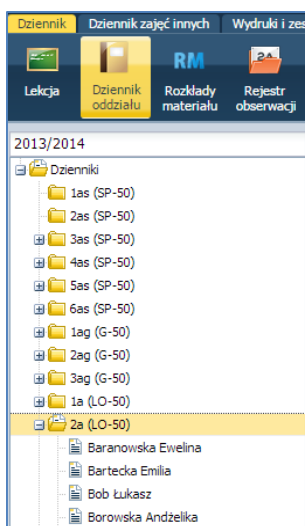 Dziennik Dziennik zajęć innych Wydruki i zes
RM
Lekcja Dziennik oddziału Rozkłady materiału Rejestr obserwacji
2013/2014
Dzienniki
1as (SP-50)
2as (SP-50)
3as (SP-50)
4as (SP-50)
5as (SP-50)
6as (SP-50)
1ag (G-50)
2ag (G-50)
3ag (G-50)
1a (LO-50)
2a (LO-50)
Baranowska Ewelina
Bartecka Emilia
Bob Łukasz
Borowska Andżelika